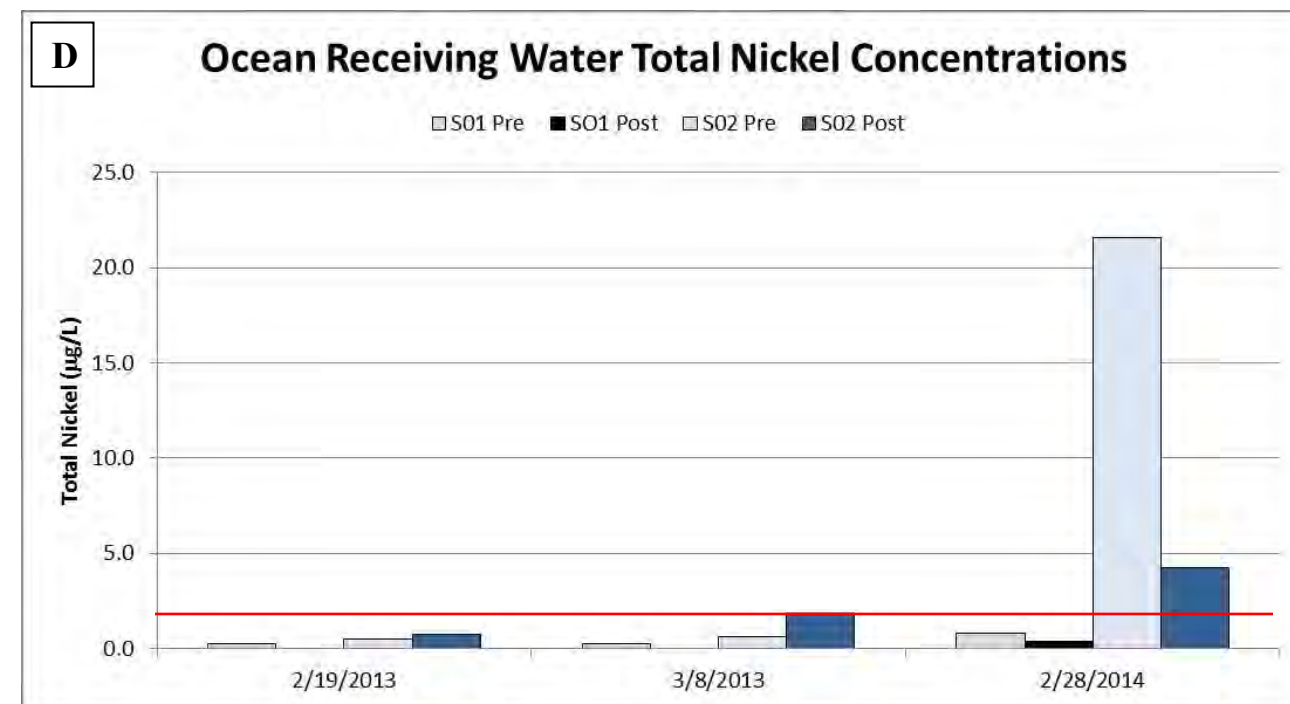 D
Ocean Receiving Water Total Nickel Concentrations
S01 Pre SO1 Post S02 Pre S02 Post
Total Nickel (µg/L)
25.0
20.0
15.0
10.0
5.0
0.0
2/19/2013 3/8/2013 2/28/2014